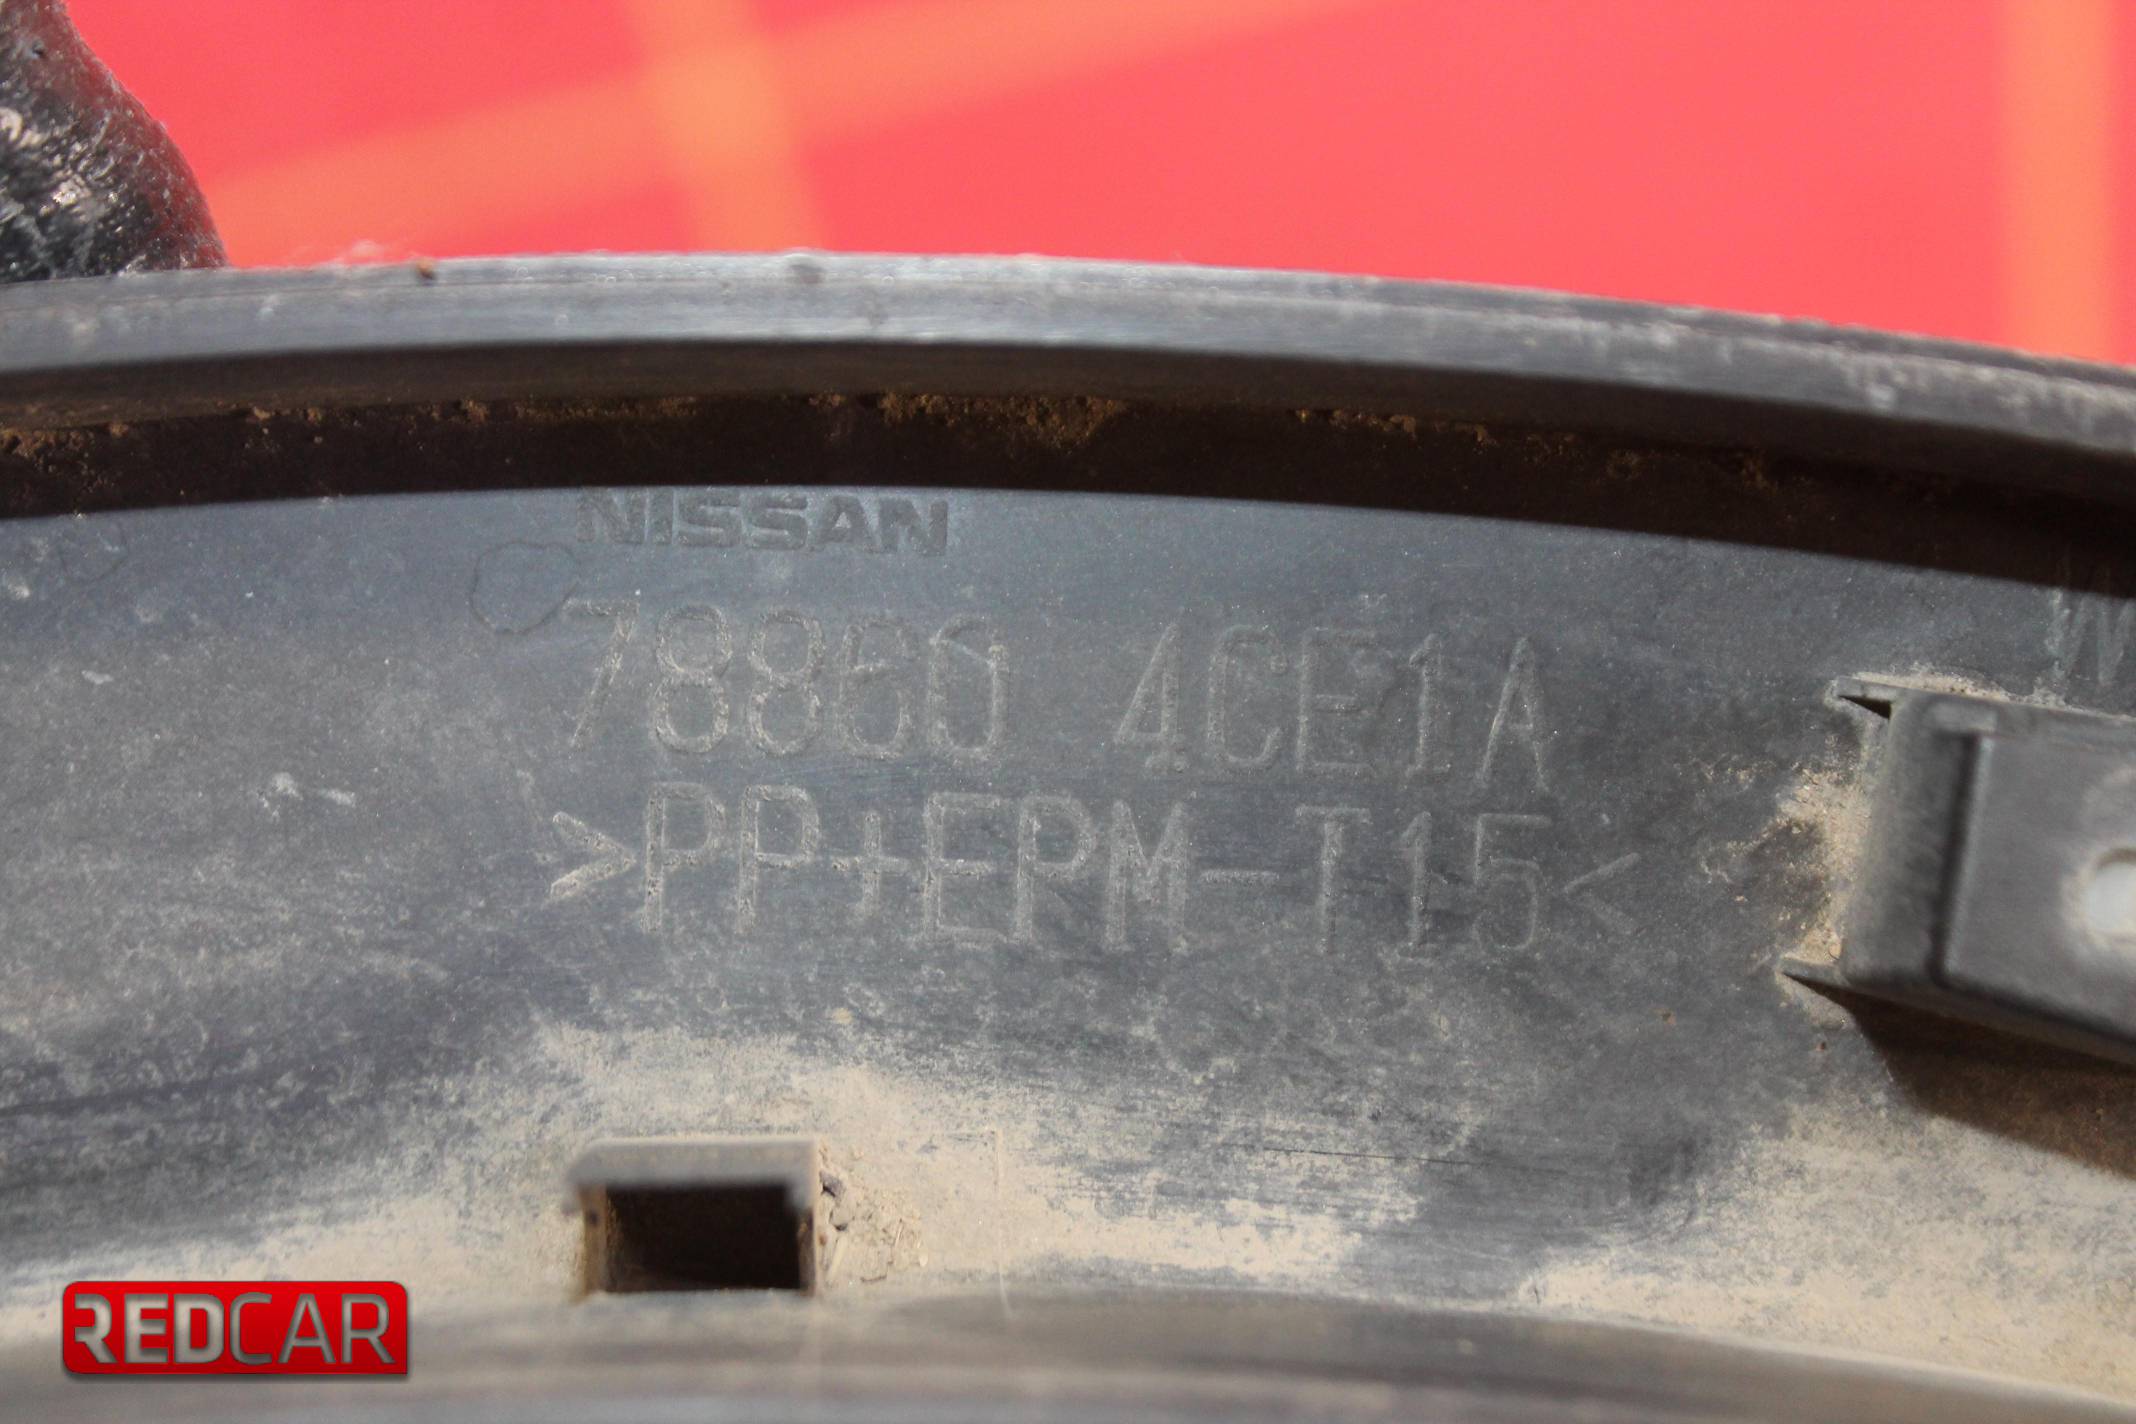 NISSAN
78860 4CE1A
>PP+EPM-T15<
REDCAR